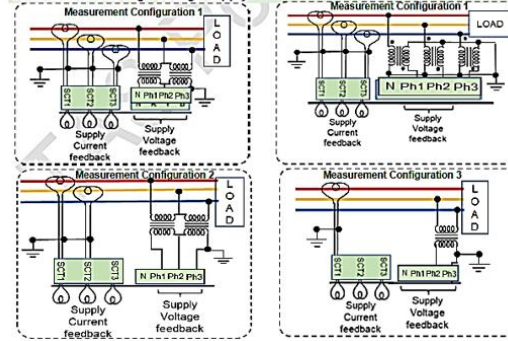 Measurement Configuration 1
LOAD
SCT1
SCT2
SCT3
N Ph1 Ph2 Ph3
Supply
Current
feedback
Supply
Voltage
feedback
Measurement Configuration 1
LOAD
SCT1
SCT2
SCT3
N Ph1 Ph2 Ph3
Supply
Current
feedback
Supply
Voltage
feedback
Measurement Configuration 2
LOAD
SCT1
SCT2
SCT3
N Ph1 Ph2 Ph3
Supply
Current
feedback
Supply
Voltage
feedback
Measurement Configuration 3
LOAD
SCT1
SCT2
SCT3
N Ph1 Ph2 Ph3
Supply
Current
feedback
Supply
Voltage
feedback